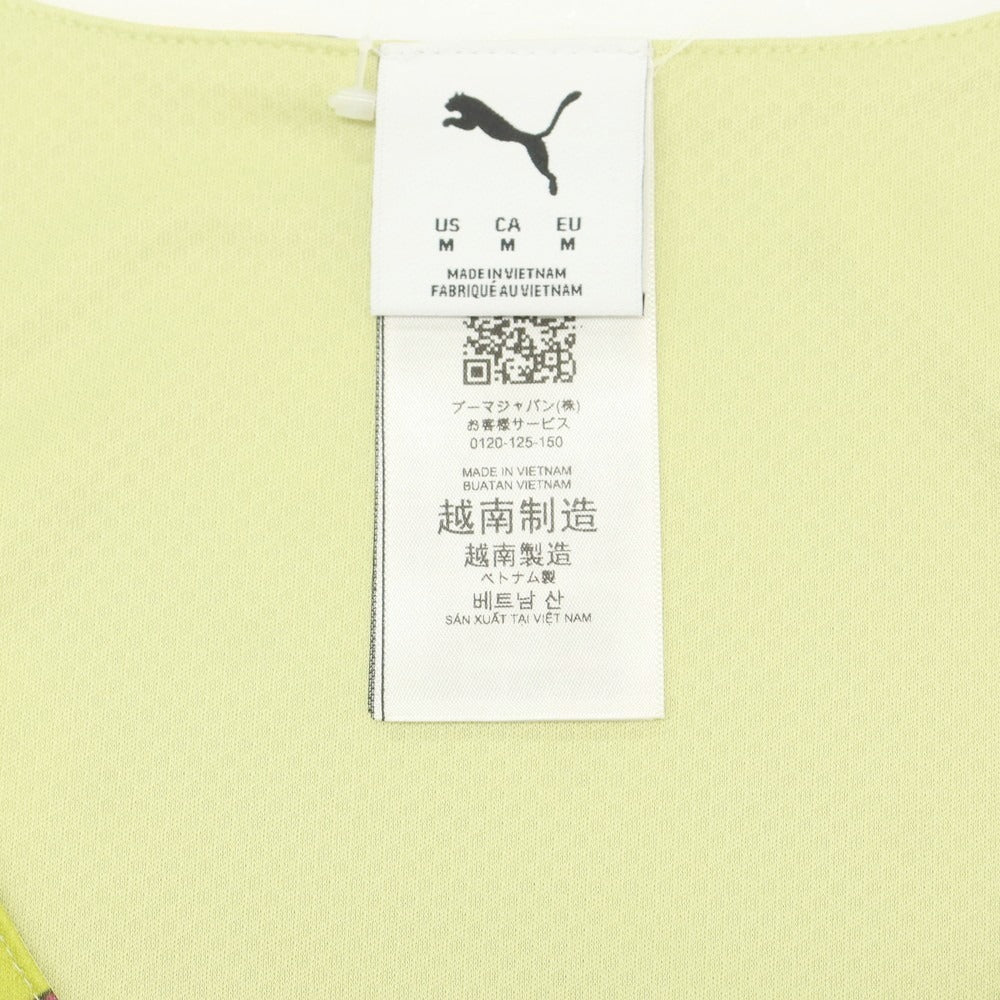 US CA EU
M M M
MADE IN VIETNAM
FABRIQUÉ AU VIETNAM
プーマジャパン(株)
お客様サービス
0120-125-150
MADE IN VIETNAM
BUATAN VIETNAM
越南制造
越南製造
ベトナム製
베트남 산
SẢN XUẤT TẠI VIỆT NAM